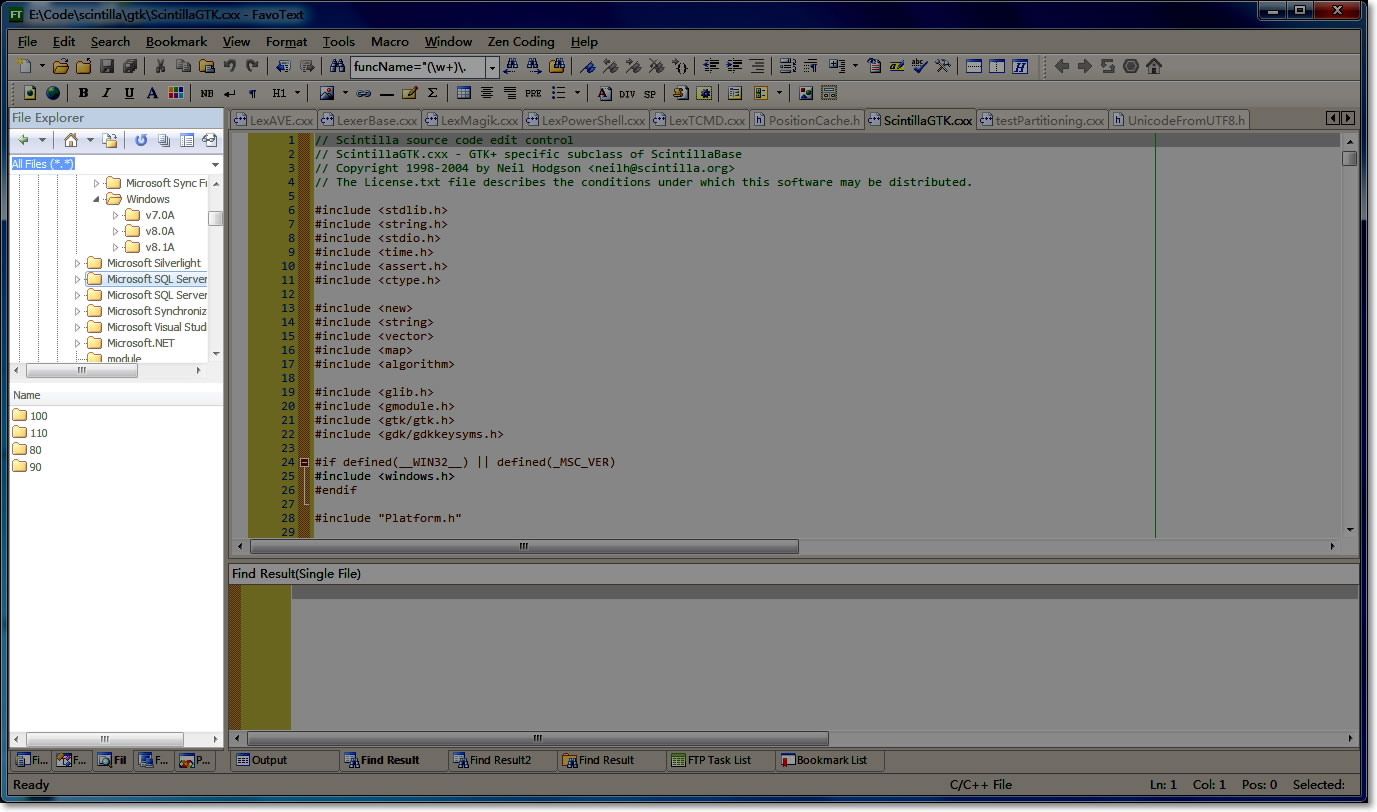 E:\Code\scintilla\gtk\ScintillaGTK.cxx - FavoText
File Edit Search Bookmark View Format Tools Macro Window Zen Coding Help
funcName="(\w+)\.
B I U A NB ¶ H1 Σ PRE A DIV SP
File Explorer
LexAVE.cxx LexerBase.cxx LexMagik.cxx LexPowerShell.cxx LexTCMD.cxx PositionCache.h ScintillaGTK.cxx testPartitioning.cxx UnicodeFromUTF8.h
All Files (*.*)
Microsoft Sync Fr
Windows
v7.0A
v8.0A
v8.1A
Microsoft Silverlight
Microsoft SQL Server
Microsoft SQL Server
Microsoft Synchroniz
Microsoft Visual Stud
Microsoft.NET
module
Name
100
110
80
90
1 // Scintilla source code edit control
2 // ScintillaGTK.cxx - GTK+ specific subclass of ScintillaBase
3 // Copyright 1998-2004 by Neil Hodgson <neilh@scintilla.org>
4 // The License.txt file describes the conditions under which this software may be distributed.
5
6 #include <stdlib.h>
7 #include <string.h>
8 #include <stdio.h>
9 #include <time.h>
10 #include <assert.h>
11 #include <ctype.h>
12
13 #include <new>
14 #include <string>
15 #include <vector>
16 #include <map>
17 #include <algorithm>
18
19 #include <glib.h>
20 #include <gmodule.h>
21 #include <gtk/gtk.h>
22 #include <gdk/gdkkeysyms.h>
23
24 #if defined(__WIN32__) || defined(_MSC_VER)
25 #include <windows.h>
26 #endif
27
28 #include "Platform.h"
29
Find Result(Single File)
Fi... F... Fil F... P... Output Find Result Find Result2 Find Result FTP Task List Bookmark List
Ready C/C++ File Ln: 1 Col: 1 Pos: 0 Selected: